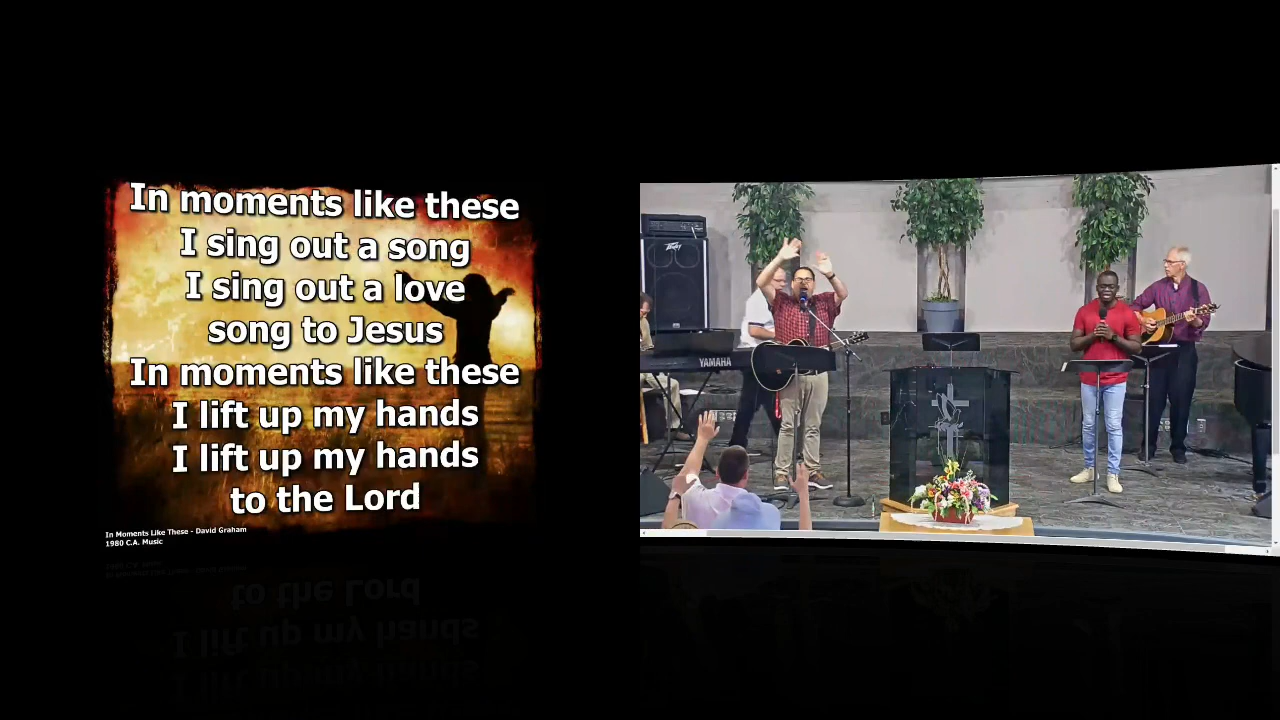 In moments like these
I sing out a song
I sing out a love
song to Jesus
In moments like these
I lift up my hands
I lift up my hands
to the Lord
In Moments Like These - David Graham
1980 C.A. Music
PEAVEY
YAMAHA